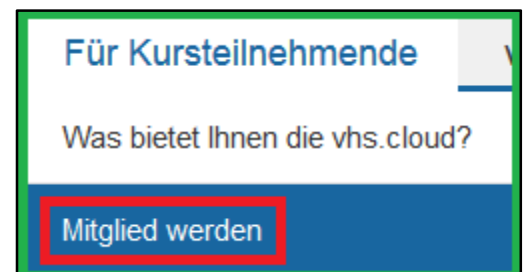 Für Kursteilnehmende
Was bietet Ihnen die vhs.cloud?
Mitglied werden